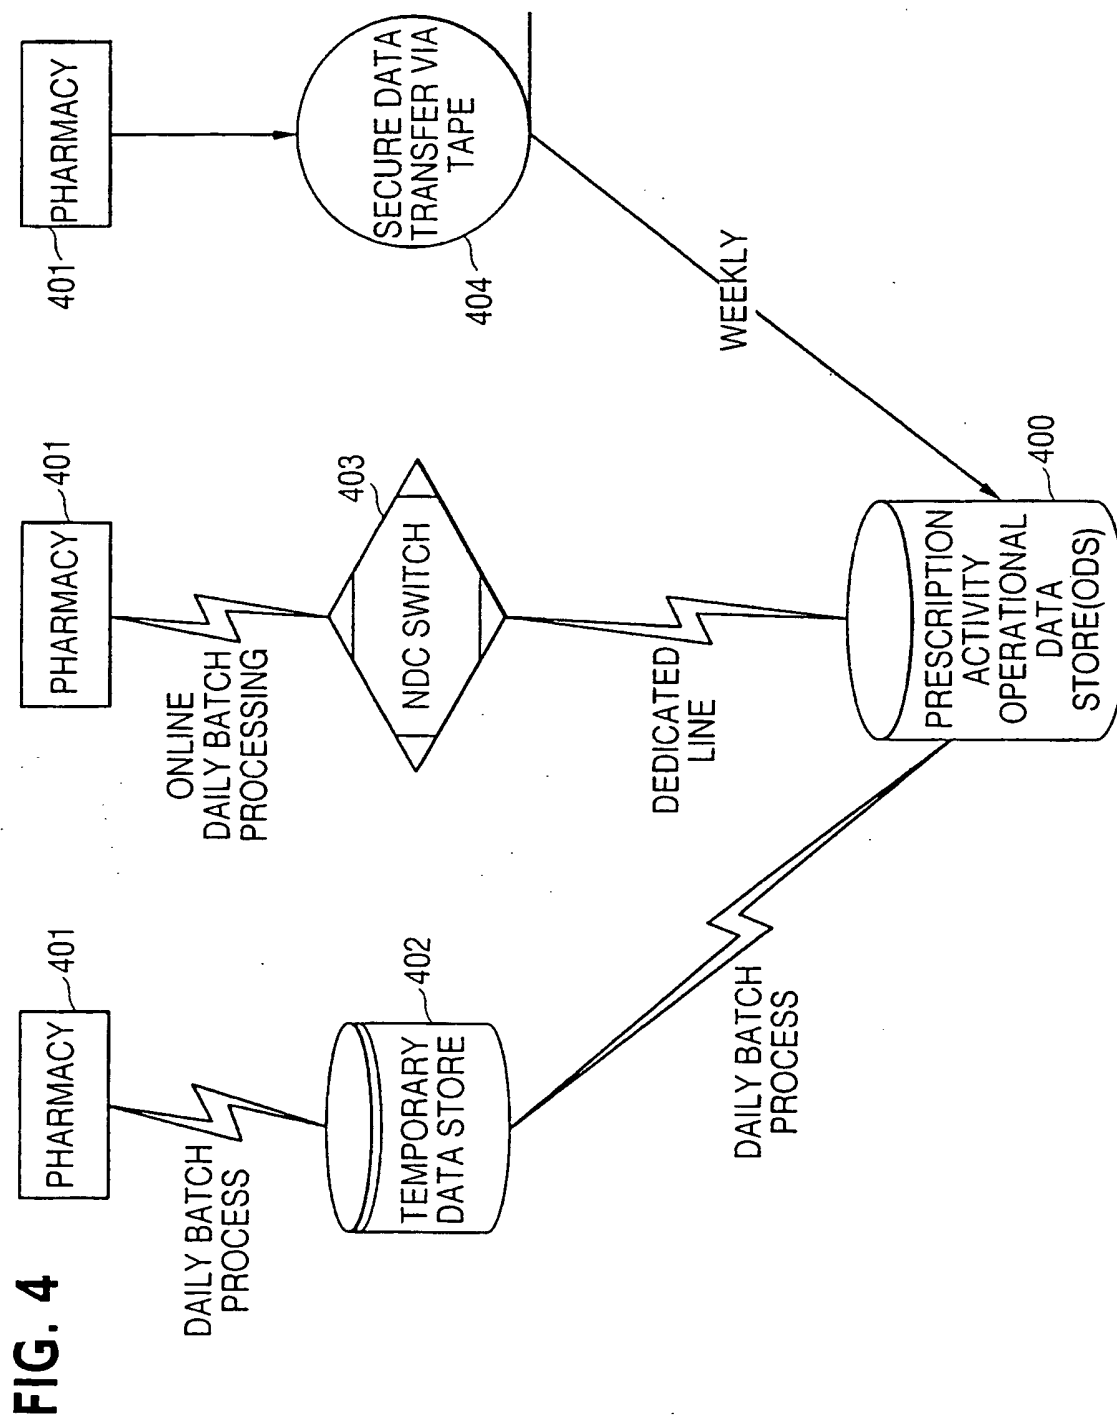 FIG. 4
PHARMACY
401
DAILY BATCH
PROCESS
TEMPORARY
DATA STORE
402
DAILY BATCH
PROCESS
PHARMACY
401
ONLINE
DAILY BATCH
PROCESSING
NDC SWITCH
403
DEDICATED
LINE
PRESCRIPTION
ACTIVITY
OPERATIONAL
DATA
STORE(ODS)
400
PHARMACY
401
SECURE DATA
TRANSFER VIA
TAPE
404
WEEKLY